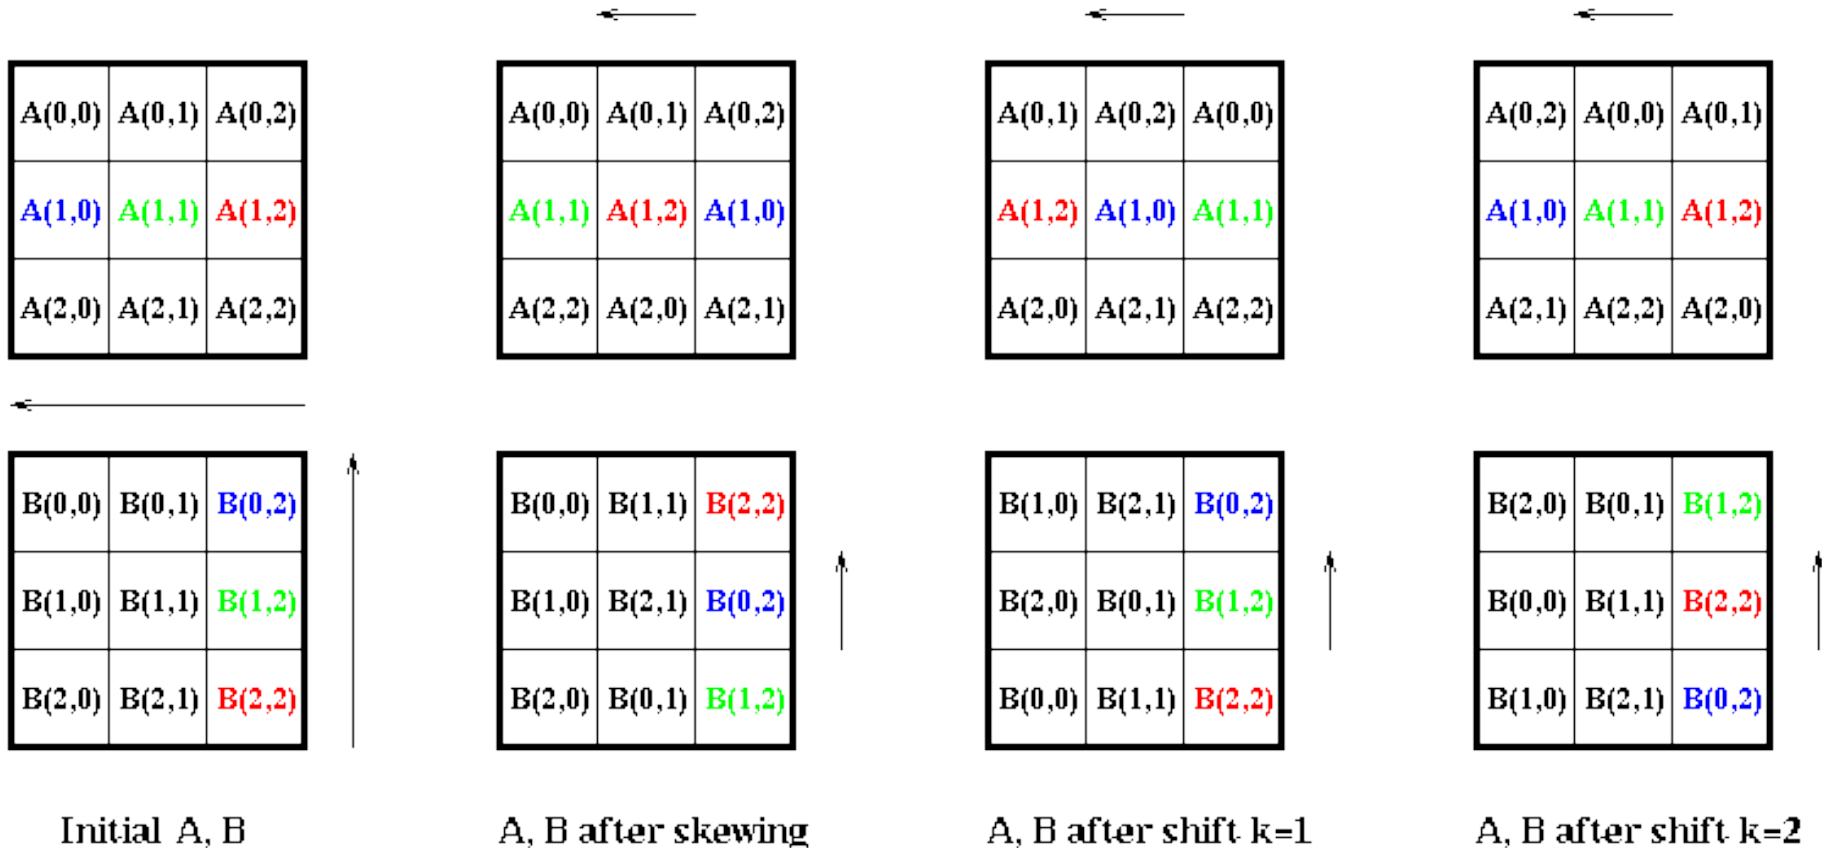 A(0,0) A(0,1) A(0,2)
A(1,0) A(1,1) A(1,2)
A(2,0) A(2,1) A(2,2)
B(0,0) B(0,1) B(0,2)
B(1,0) B(1,1) B(1,2)
B(2,0) B(2,1) B(2,2)
Initial A, B
A(0,0) A(0,1) A(0,2)
A(1,1) A(1,2) A(1,0)
A(2,2) A(2,0) A(2,1)
B(0,0) B(1,1) B(2,2)
B(1,0) B(2,1) B(0,2)
B(2,0) B(0,1) B(1,2)
A, B after skewing
A(0,1) A(0,2) A(0,0)
A(1,2) A(1,0) A(1,1)
A(2,0) A(2,1) A(2,2)
B(1,0) B(2,1) B(0,2)
B(2,0) B(0,1) B(1,2)
B(0,0) B(1,1) B(2,2)
A, B after shift k=1
A(0,2) A(0,0) A(0,1)
A(1,0) A(1,1) A(1,2)
A(2,1) A(2,2) A(2,0)
B(2,0) B(0,1) B(1,2)
B(0,0) B(1,1) B(2,2)
B(1,0) B(2,1) B(0,2)
A, B after shift k=2